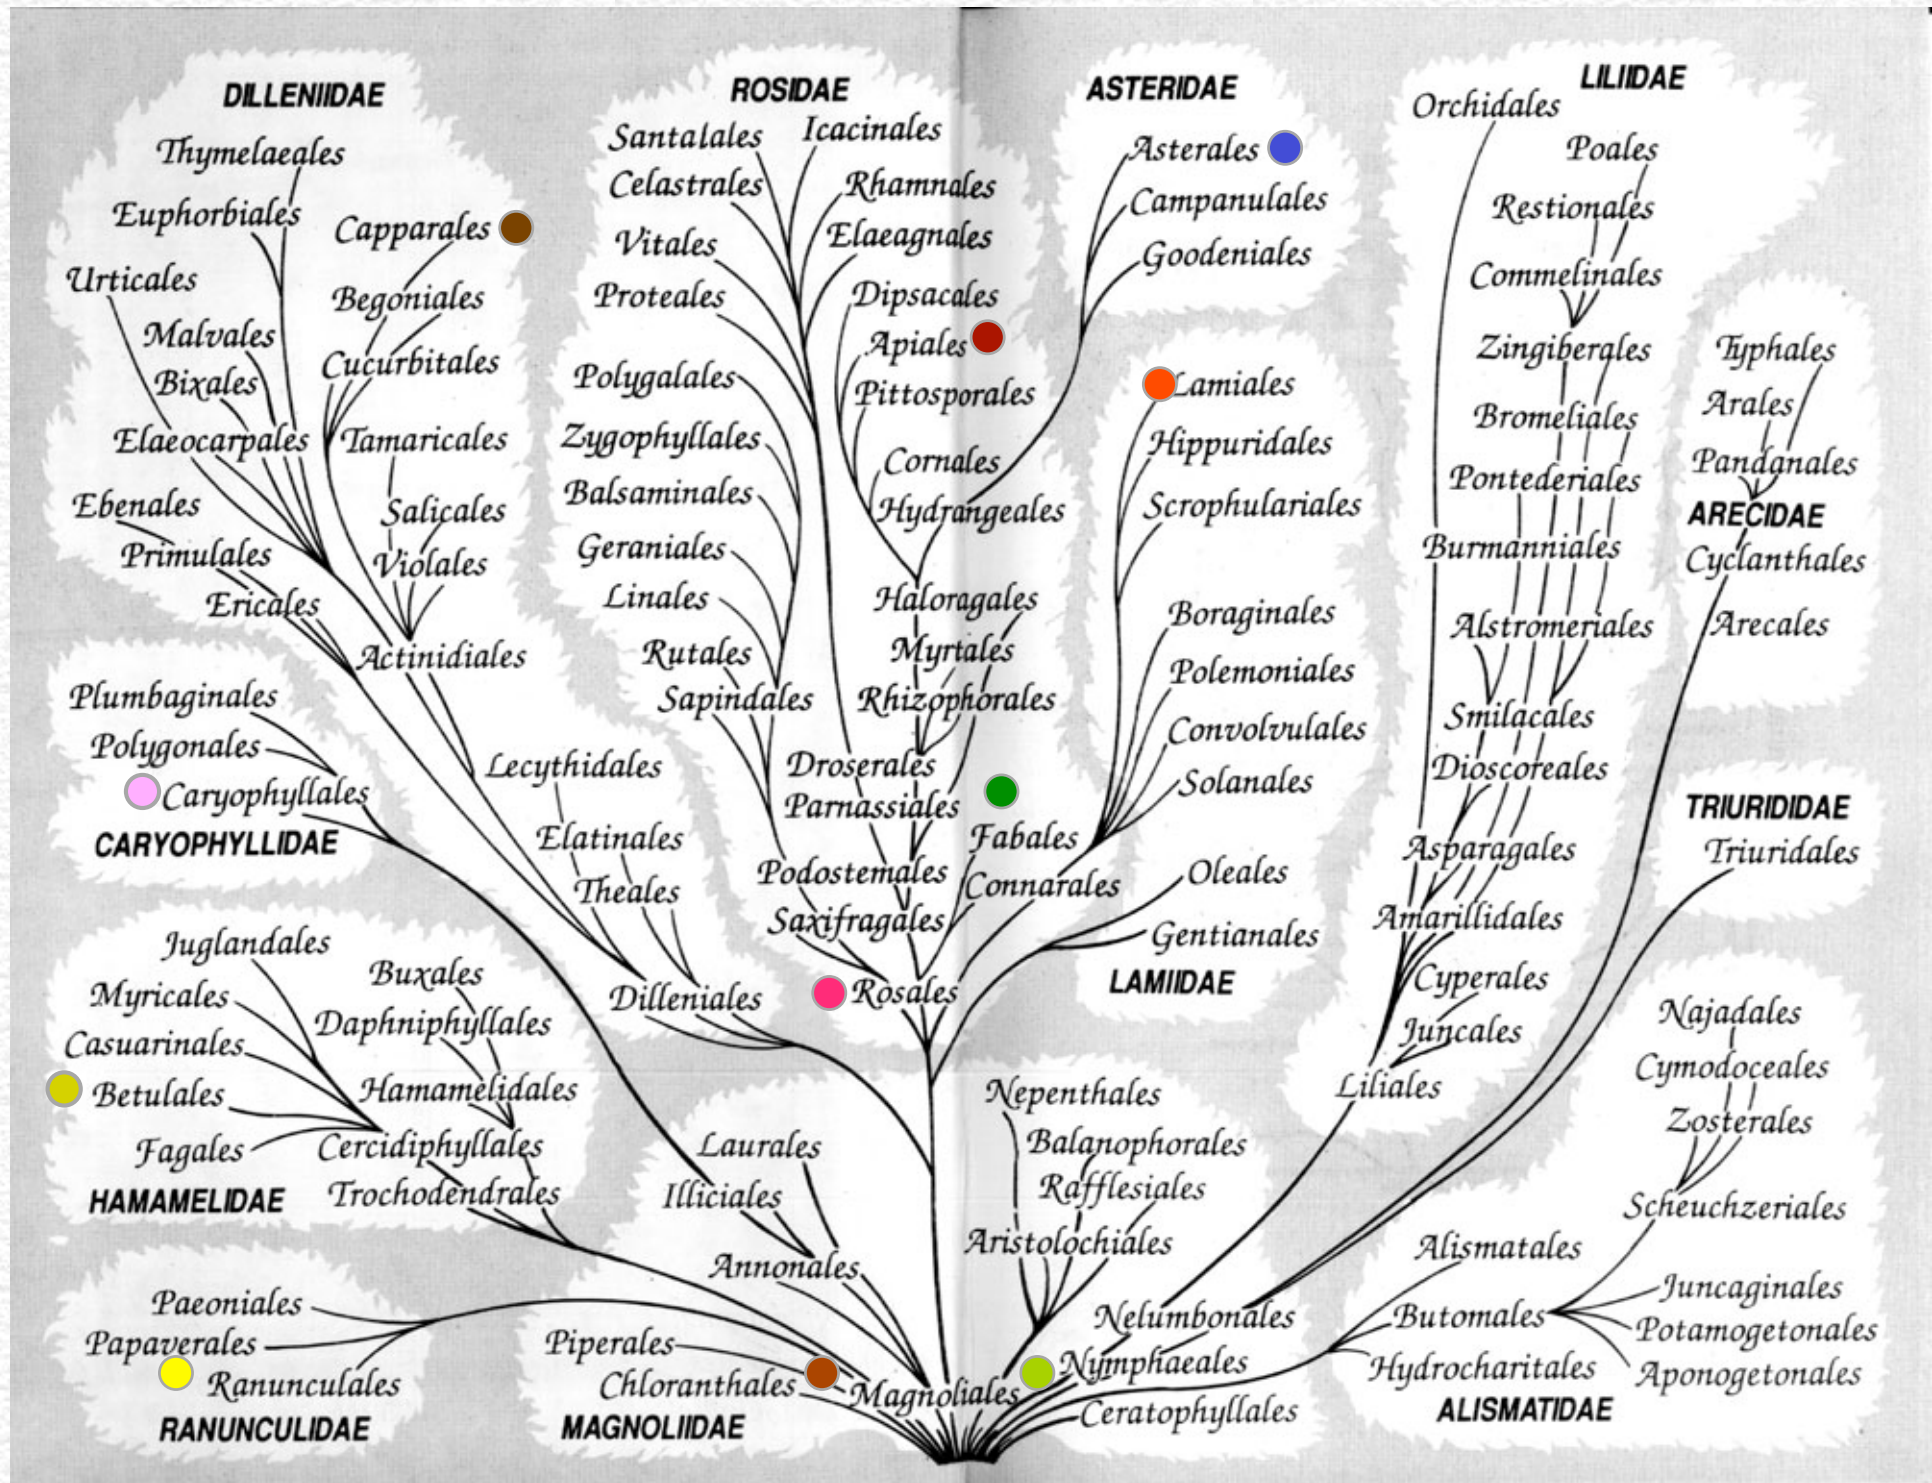 DILLENIIDAE
Thymelaeales
Euphorbiales
Capparales
Urticales
Begoniales
Malvales
Cucurbitales
Bixales
Elaeocarpales
Tamaricales
Ebenales
Salicales
Primulales
Violales
Ericales
Actinidiales
Lecythidales
Elatinales
Theales
Dilleniales
Plumbaginales
Polygonales
Caryophyllales
CARYOPHYLLIDAE
Juglandales
Buxales
Myricales
Daphniphyllales
Casuarinales
Betulales
Hamamelidales
Fagales
Cercidiphyllales
HAMAMELIDAE
Trochodendrales
Paeoniales
Papaverales
Ranunculales
RANUNCULIDAE
ROSIDAE
Santalales
Icacinales
Celastrales
Rhamnales
Vitales
Elaeagnales
Proteales
Dipsacales
Apiales
Polygalales
Pittosporales
Zygophyllales
Cornales
Balsaminales
Hydrangeales
Geraniales
Linales
Haloragales
Rutales
Myrtales
Sapindales
Rhizophorales
Droserales
Parnassiales
Fabales
Podostemales
Connarales
Saxifragales
Rosales
ASTERIDAE
Asterales
Campanulales
Goodeniales
Lamiales
Hippuridales
Scrophulariales
Boraginales
Polemoniales
Convolvulales
Solanales
Oleales
Gentianales
LAMIIDAE
Laurales
Illiciales
Annonales
Piperales
Chloranthales
Magnoliales
MAGNOLIIDAE
Nepenthales
Balanophorales
Rafflesiales
Aristolochiales
Nelumbonales
Nymphaeales
Ceratophyllales
LILIIDAE
Orchidales
Poales
Restionales
Commelinales
Zingiberales
Bromeliales
Pontederiales
Burmanniales
Alstromeriales
Smilacales
Dioscoreales
Asparagales
Amarillidales
Cyperales
Juncales
Liliales
Typhales
Arales
Pandanales
ARECIDAE
Cyclanthales
Arecales
TRIURIDIDAE
Triuridales
Najadales
Cymodoceales
Zosterales
Scheuchzeriales
Alismatales
Juncaginales
Butomales
Potamogetonales
Hydrocharitales
Aponogetonales
ALISMATIDAE